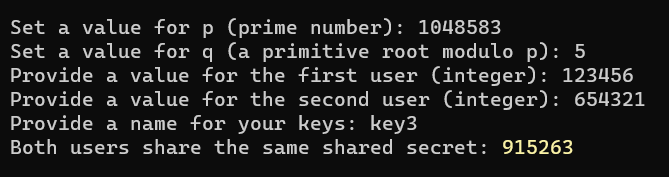 Set a value for p (prime number): 1048583
Set a value for q (a primitive root modulo p): 5
Provide a value for the first user (integer): 123456
Provide a value for the second user (integer): 654321
Provide a name for your keys: key3
Both users share the same shared secret: 915263